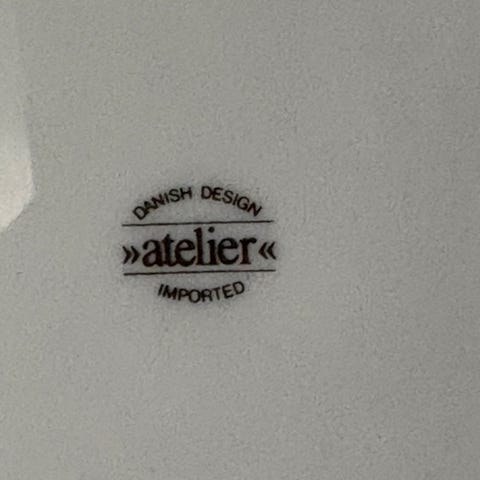 DANISH DESIGN
»atelier«
IMPORTED